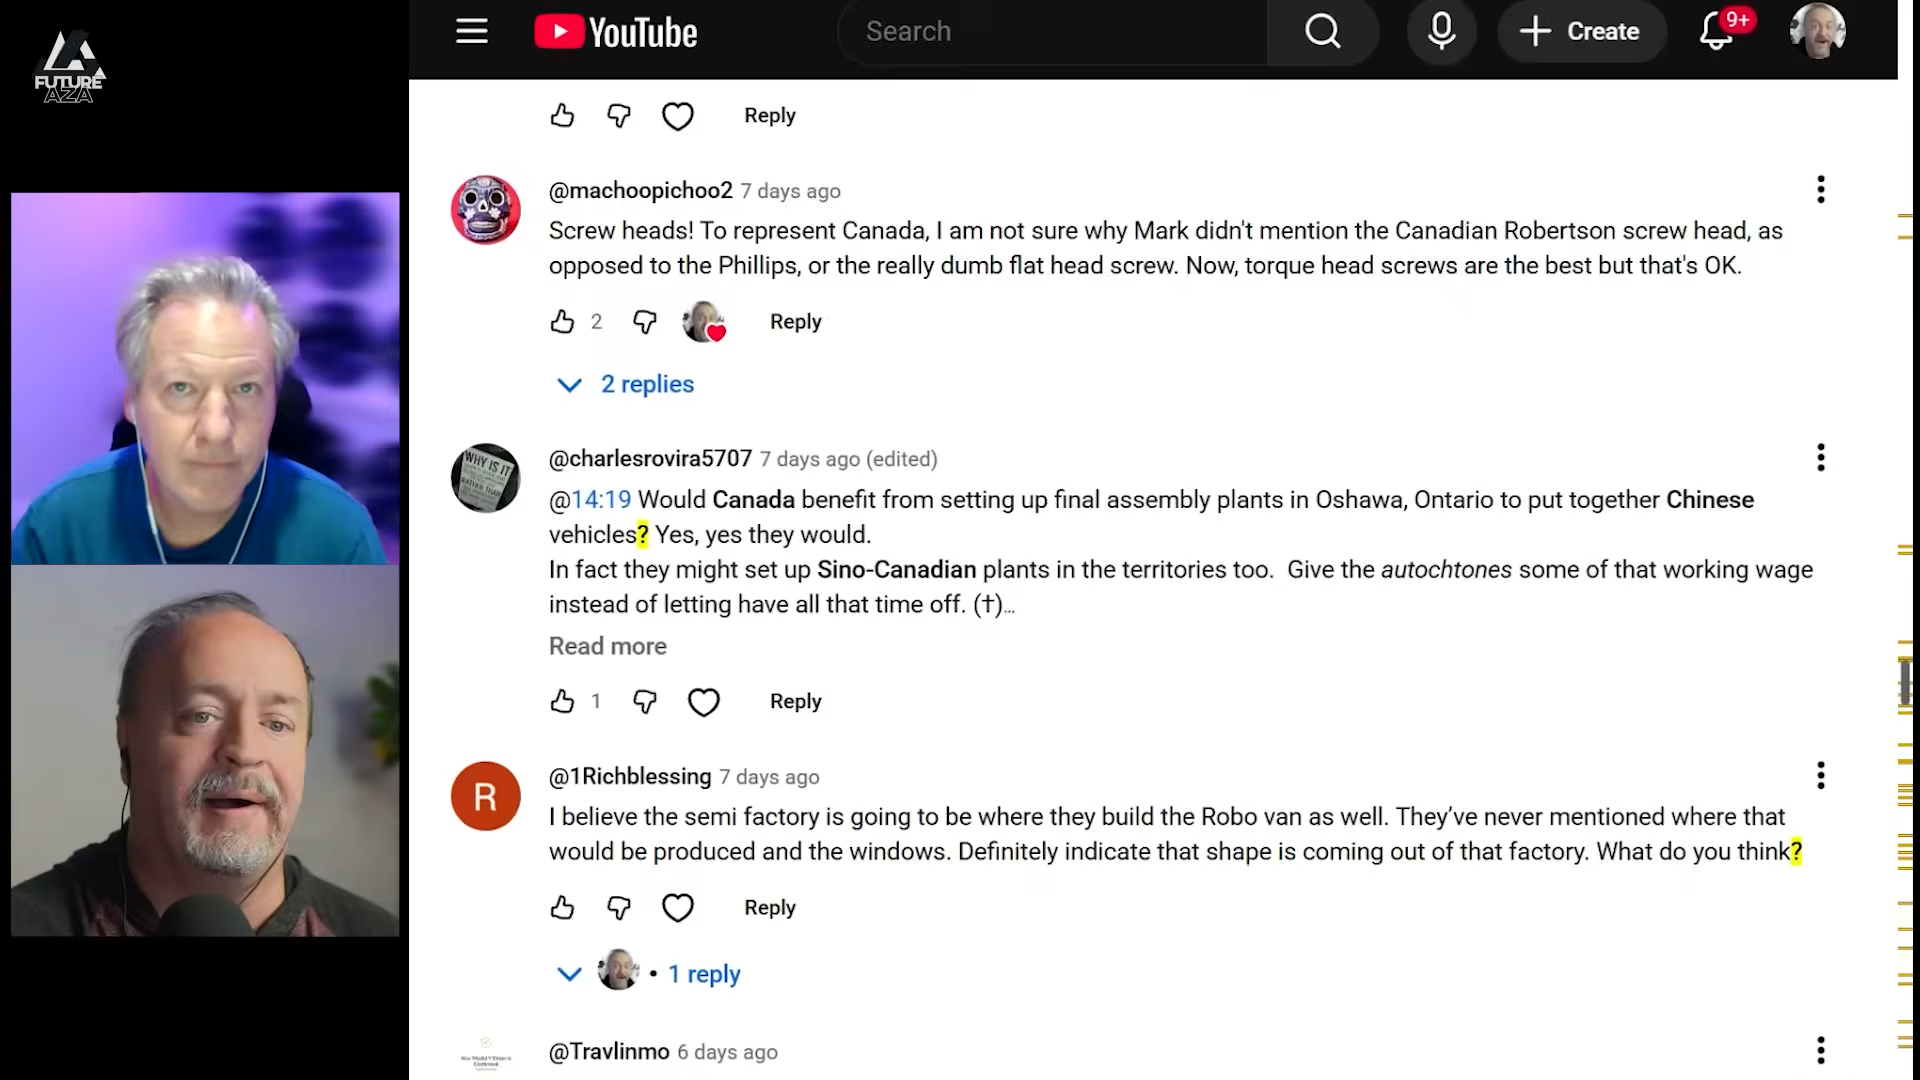 FUTURE
AZA
YouTube
Search
Create
9+
Reply
@machoopichoo2 7 days ago
Screw heads! To represent Canada, I am not sure why Mark didn't mention the Canadian Robertson screw head, as
opposed to the Phillips, or the really dumb flat head screw. Now, torque head screws are the best but that's OK.
2
Reply
2 replies
WHY IS IT
RATHER THAN
@charlesrovira5707 7 days ago (edited)
@14:19 Would Canada benefit from setting up final assembly plants in Oshawa, Ontario to put together Chinese
vehicles? Yes, yes they would.
In fact they might set up Sino-Canadian plants in the territories too. Give the autochtones some of that working wage
instead of letting have all that time off. (†)...
Read more
1
Reply
R
@1Richblessing 7 days ago
I believe the semi factory is going to be where they build the Robo van as well. They’ve never mentioned where that
would be produced and the windows. Definitely indicate that shape is coming out of that factory. What do you think?
Reply
• 1 reply
@Travlinmo 6 days ago